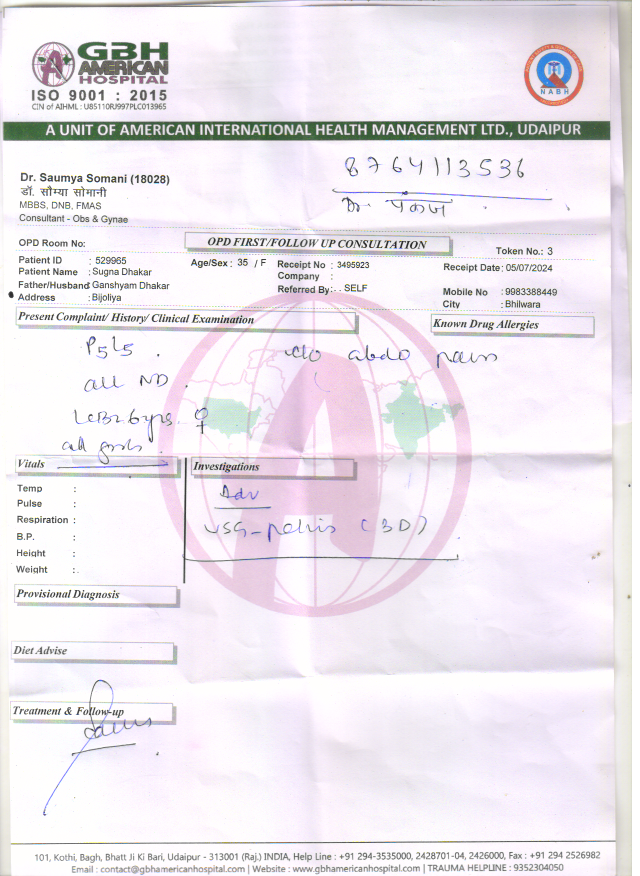 GBH
AMERICAN
HOSPITAL
ISO 9001 : 2015
CIN of AIHML : U85110RJ997PLC013965
NABH
A UNIT OF AMERICAN INTERNATIONAL HEALTH MANAGEMENT LTD., UDAIPUR
8764113536
Dr. पंकज
Dr. Saumya Somani (18028)
डॉ. सौम्या सोमानी
MBBS, DNB, FMAS
Consultant - Obs & Gynae
OPD Room No:
OPD FIRST/FOLLOW UP CONSULTATION
Token No.: 3
Patient ID : 529965
Age/Sex : 35 / F
Receipt No : 3495923
Receipt Date : 05/07/2024
Patient Name : Sugna Dhakar
Company :
Father/Husband Ganshyam Dhakar
Referred By : . SELF
Mobile No : 9983388449
Address : Bijoliya
City : Bhilwara
Present Complaint/ History/ Clinical Examination
Known Drug Allergies
P5L5
c/o abdo pain
all ND
LCB 26yrs. ♀
all
Vitals
Investigations
Temp :
Adv
Pulse :
Respiration :
USG-pelvis (3D)
B.P. :
Height :
Weight :
Provisional Diagnosis
Diet Advise
Treatment & Follow-up
101, Kothi, Bagh, Bhatt Ji Ki Bari, Udaipur - 313001 (Raj.) INDIA, Help Line : +91 294-3535000, 2428701-04, 2426000, Fax : +91 294 2526982
Email : contact@gbhamericanhospital.com | Website : www.gbhamericanhospital.com | TRAUMA HELPLINE : 9352304050